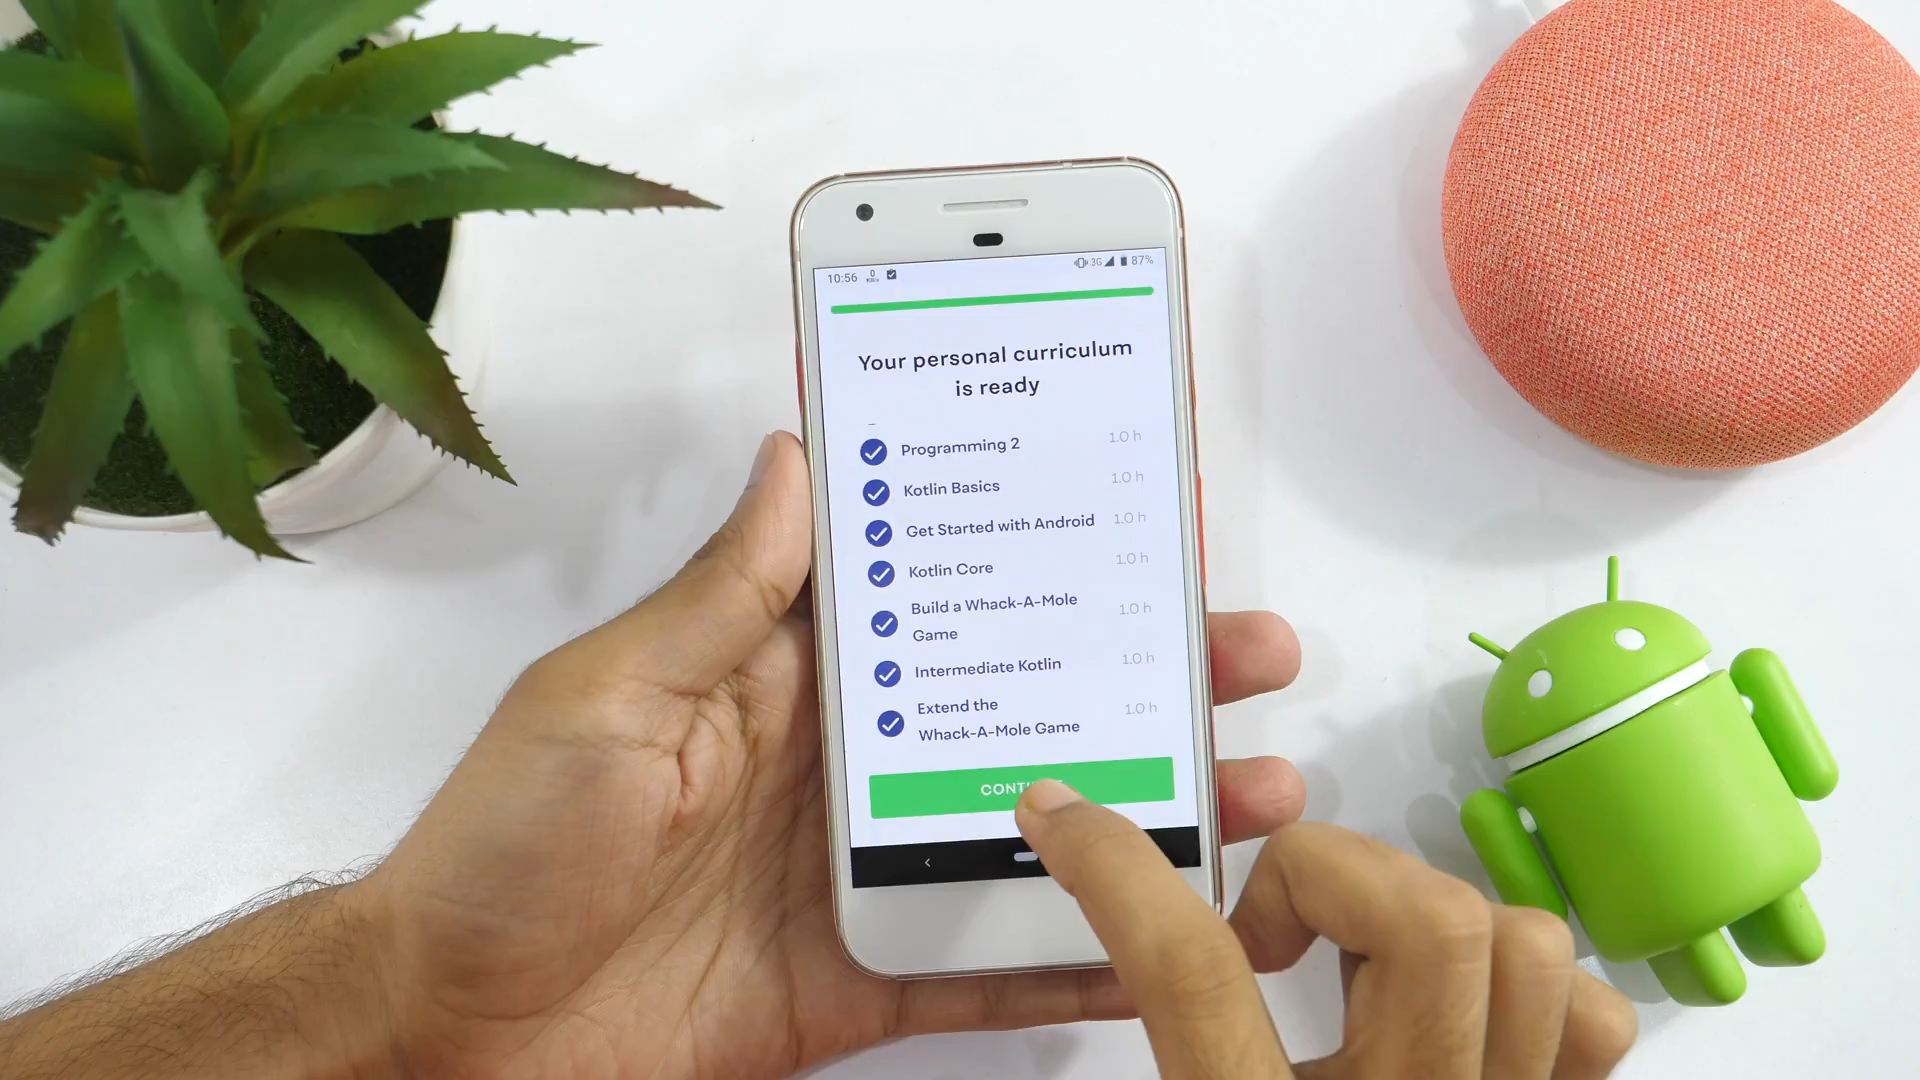 10:56 0 KB/s 3G 87%
Your personal curriculum
is ready
Programming 2 1.0 h
Kotlin Basics 1.0 h
Get Started with Android 1.0 h
Kotlin Core 1.0 h
Build a Whack-A-Mole 1.0 h
Game
Intermediate Kotlin 1.0 h
Extend the 1.0 h
Whack-A-Mole Game